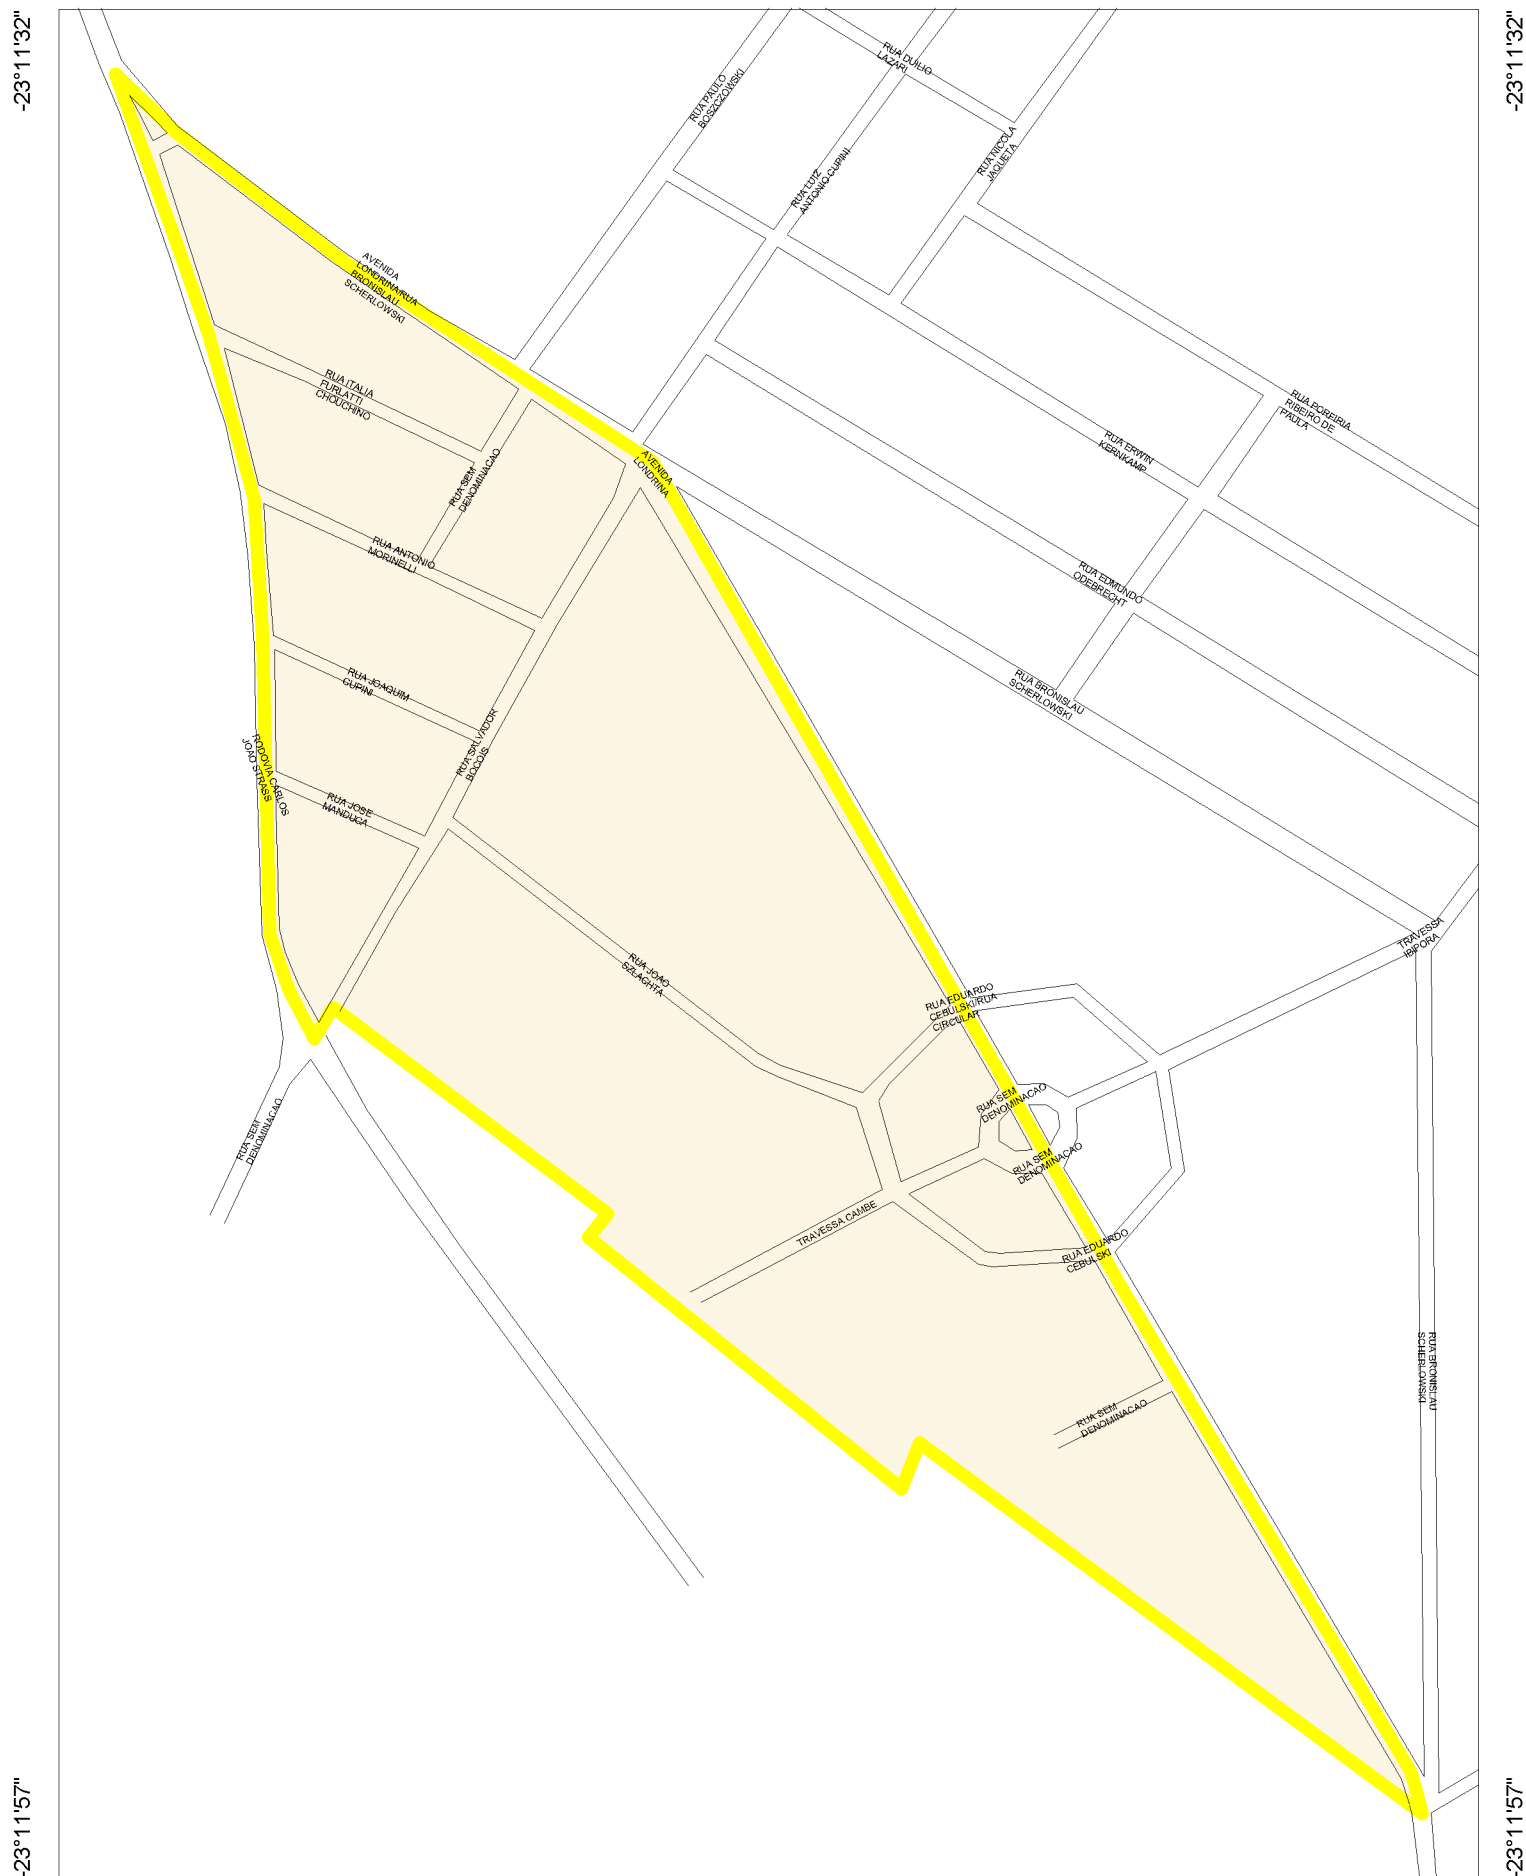 -23°11'32"
-23°11'32"
RUA DUILIO
LAZARI
RUA PAULO
BOSZCZOWSKI
RUA NICOLA
JAQUETA
RUA LUIZ
ANTONIO CUPINI
AVENIDA
LONDRINA/RUA
BRONISLAU
SCHERLOWSKI
RUA ITALIA
FURLATTI
CHOUCHINO
RUA PORFIRIA
RIBEIRO DE
PAULA
RUA ERWIN
KERNKAMP
AVENIDA
LONDRINA
RUA SEM
DENOMINACAO
RUA ANTONIO
MORINELLI
RUA EDMUNDO
ODEBRECHT
RUA JOAQUIM
CUPINI
RUA BRONISLAU
SCHERLOWSKI
RUA SALVADOR
BOCOIS
RODOVIA CARLOS
JOAO STRASS
RUA JOSE
MANDUCA
TRAVESSA
IBIPORA
RUA JOAO
SZLACHTA
RUA EDUARDO
CEBULSKI/RUA
CIRCULAR
RUA SEM
DENOMINACAO
RUA SEM
DENOMINACAO
RUA SEM
DENOMINACAO
TRAVESSA CAMBE
RUA EDUARDO
CEBULSKI
RUA BRONISLAU
SCHERLOWSKI
RUA SEM
DENOMINACAO
-23°11'57"
-23°11'57"